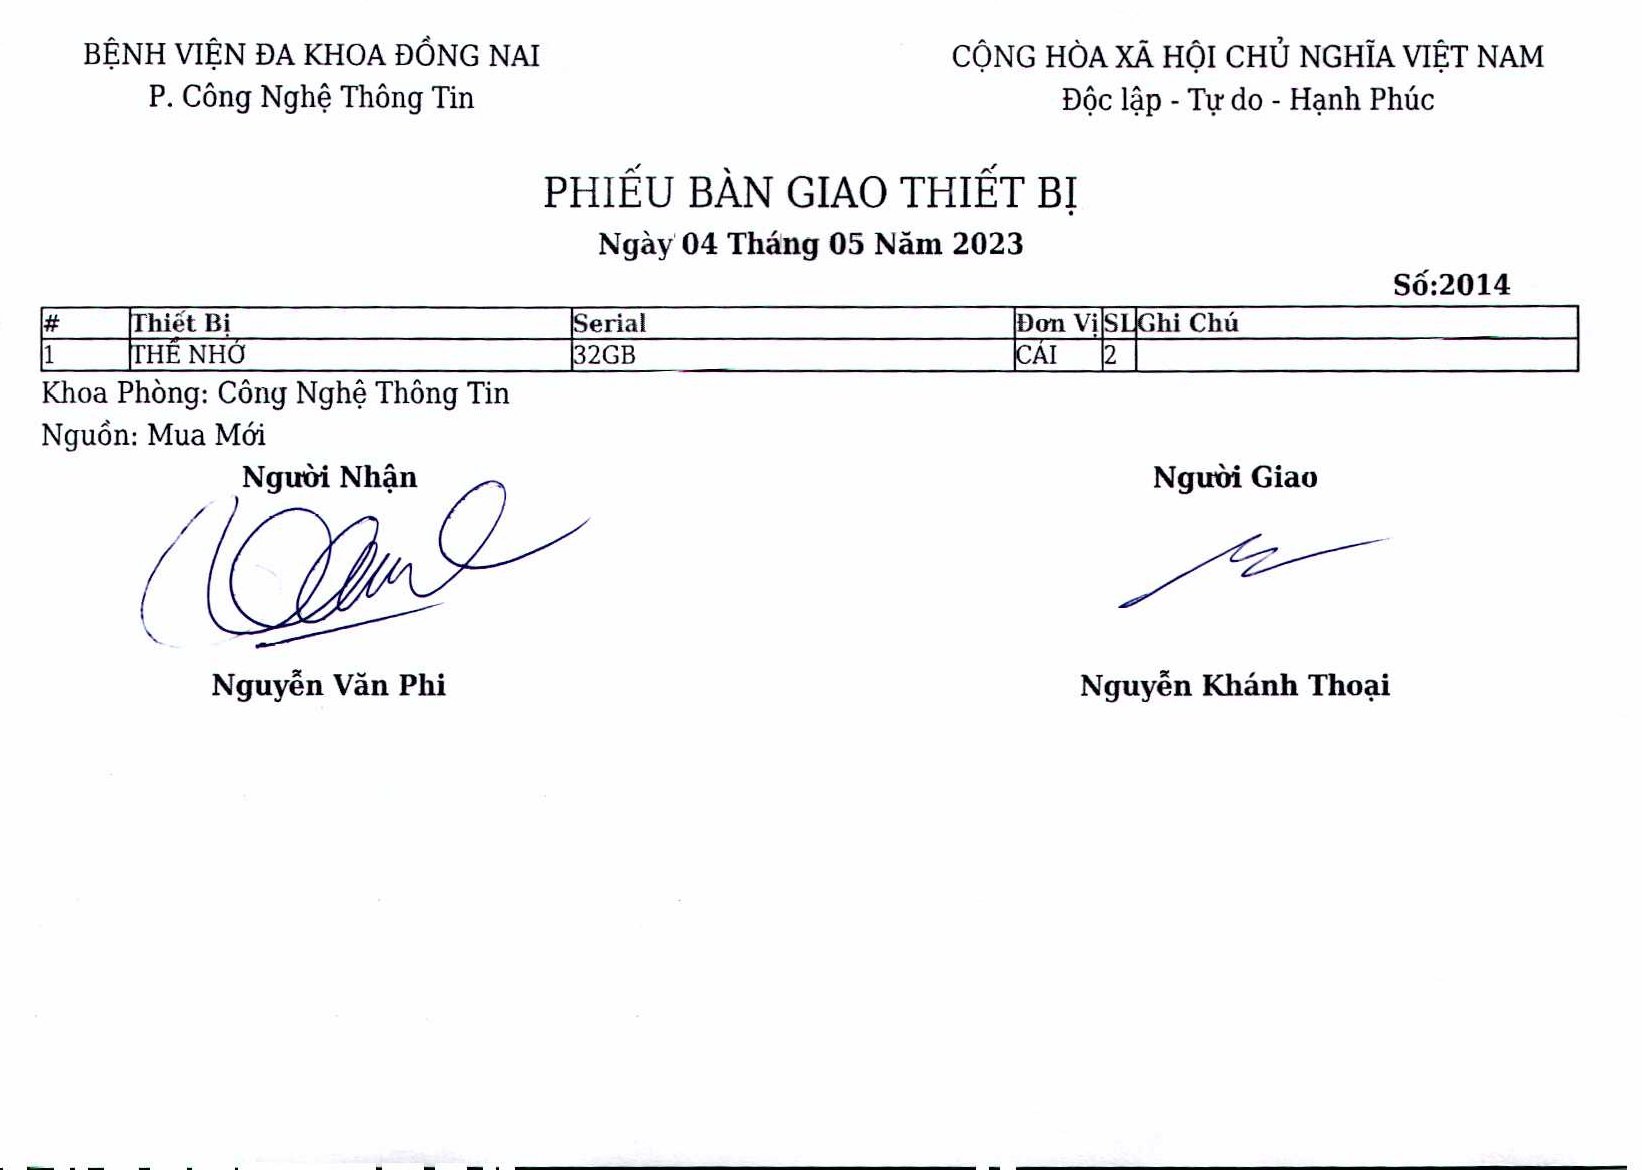 BỆNH VIỆN ĐA KHOA ĐỒNG NAI
P. Công Nghệ Thông Tin
CỘNG HÒA XÃ HỘI CHỦ NGHĨA VIỆT NAM
Độc lập - Tự do - Hạnh Phúc
PHIẾU BÀN GIAO THIẾT BỊ
Ngày 04 Tháng 05 Năm 2023
Số:2014
# Thiết Bị Serial Đơn Vị SL Ghi Chú
1 THẺ NHỚ 32GB CÁI 2
Khoa Phòng: Công Nghệ Thông Tin
Nguồn: Mua Mới
Người Nhận Người Giao
Nguyễn Văn Phi Nguyễn Khánh Thoại